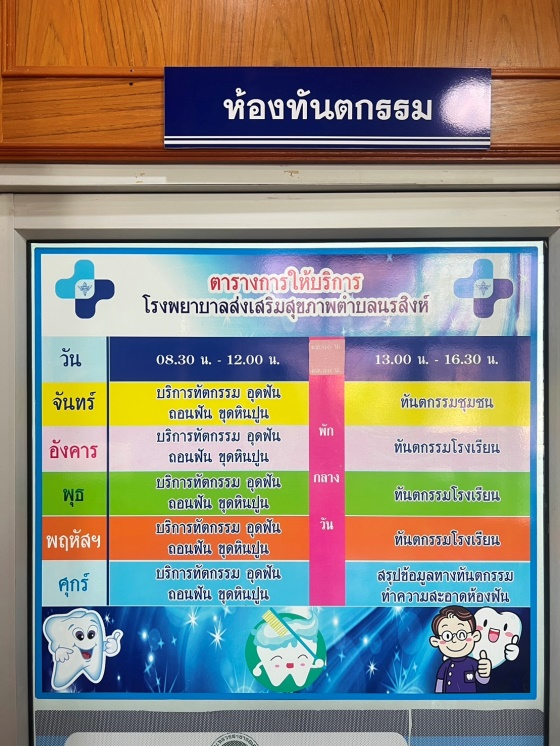 ห้องทันตกรรม
ตารางการให้บริการ
โรงพยาบาลส่งเสริมสุขภาพตำบลนรสิงห์
วัน 08.30 น. - 12.00 น. 13.00 น. - 16.30 น.
จันทร์ บริการทัตกรรม อุดฟัน ทันตกรรมชุมชน
ถอนฟัน ขูดหินปูน
พัก
อังคาร บริการทัตกรรม อุดฟัน ทันตกรรมโรงเรียน
ถอนฟัน ขูดหินปูน
กลาง
พุธ บริการทัตกรรม อุดฟัน ทันตกรรมโรงเรียน
ถอนฟัน ขูดหินปูน
วัน
พฤหัสฯ บริการทัตกรรม อุดฟัน ทันตกรรมโรงเรียน
ถอนฟัน ขูดหินปูน
ศุกร์ บริการทัตกรรม อุดฟัน สรุปข้อมูลทางทันตกรรม
ถอนฟัน ขูดหินปูน ทำความสะอาดห้องฟัน